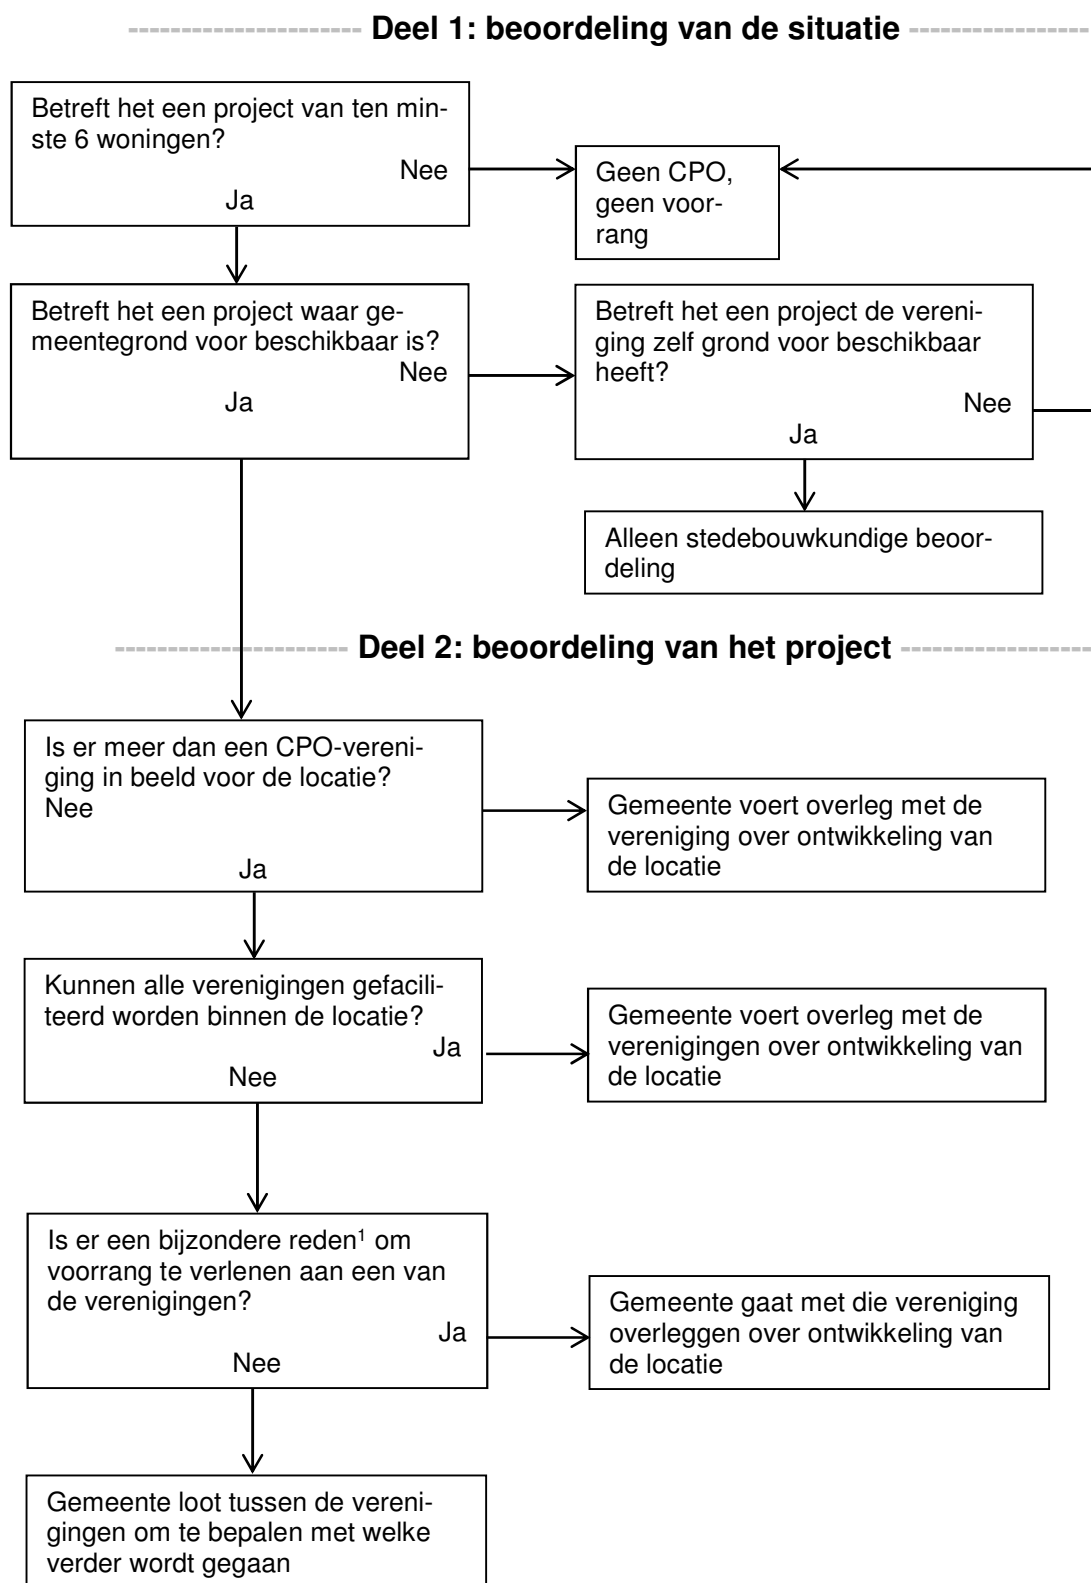 Deel 1: beoordeling van de situatie
Betreft het een project van ten min-
ste 6 woningen?
Nee
Ja
Geen CPO,
geen voor-
rang
Betreft het een project waar ge-
meentegrond voor beschikbaar is?
Nee
Ja
Betreft het een project de vereni-
ging zelf grond voor beschikbaar
heeft?
Nee
Ja
Alleen stedebouwkundige beoor-
deling
Deel 2: beoordeling van het project
Is er meer dan een CPO-vereni-
ging in beeld voor de locatie?
Nee
Ja
Gemeente voert overleg met de
vereniging over ontwikkeling van
de locatie
Kunnen alle verenigingen gefacili-
teerd worden binnen de locatie?
Ja
Nee
Gemeente voert overleg met de
verenigingen over ontwikkeling van
de locatie
Is er een bijzondere reden¹ om
voorrang te verlenen aan een van
de verenigingen?
Ja
Nee
Gemeente gaat met die vereniging
overleggen over ontwikkeling van
de locatie
Gemeente loot tussen de vereni-
gingen om te bepalen met welke
verder wordt gegaan